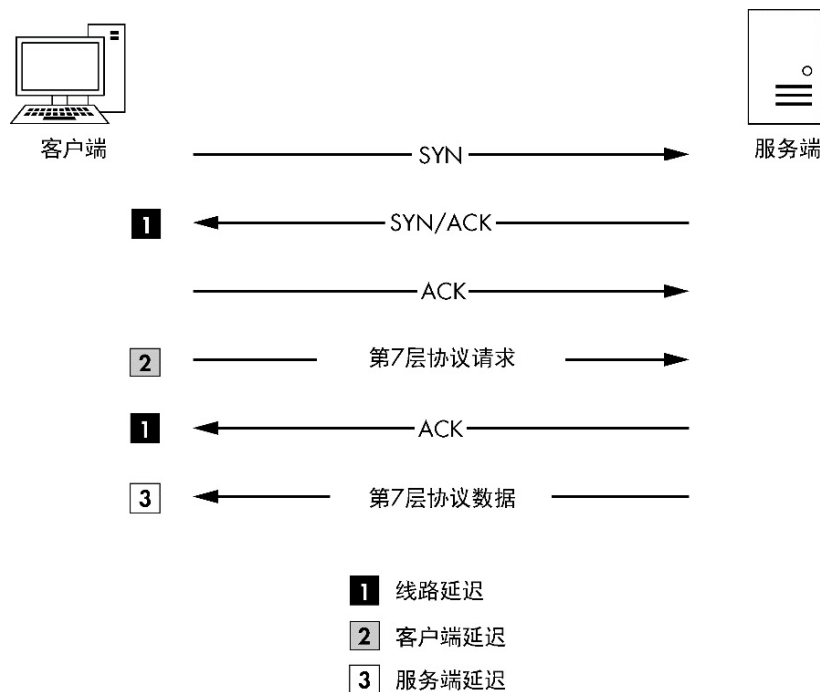 客户端
服务端
SYN
1 SYN/ACK
ACK
2 第7层协议请求
1 ACK
3 第7层协议数据
1 线路延迟
2 客户端延迟
3 服务端延迟